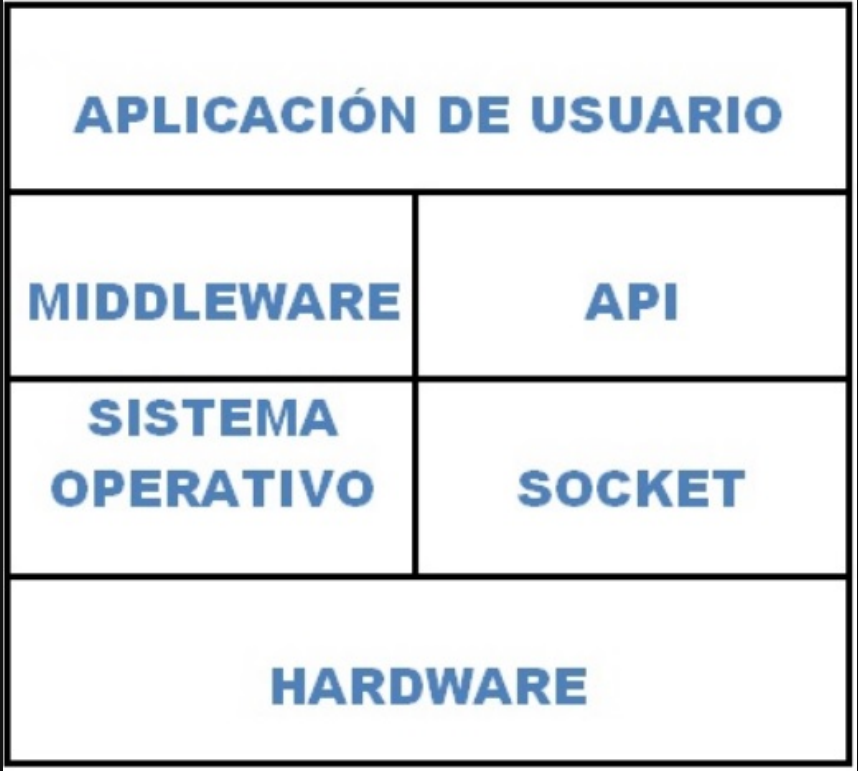 APLICACIÓN DE USUARIO
MIDDLEWARE
API
SISTEMA
OPERATIVO
SOCKET
HARDWARE